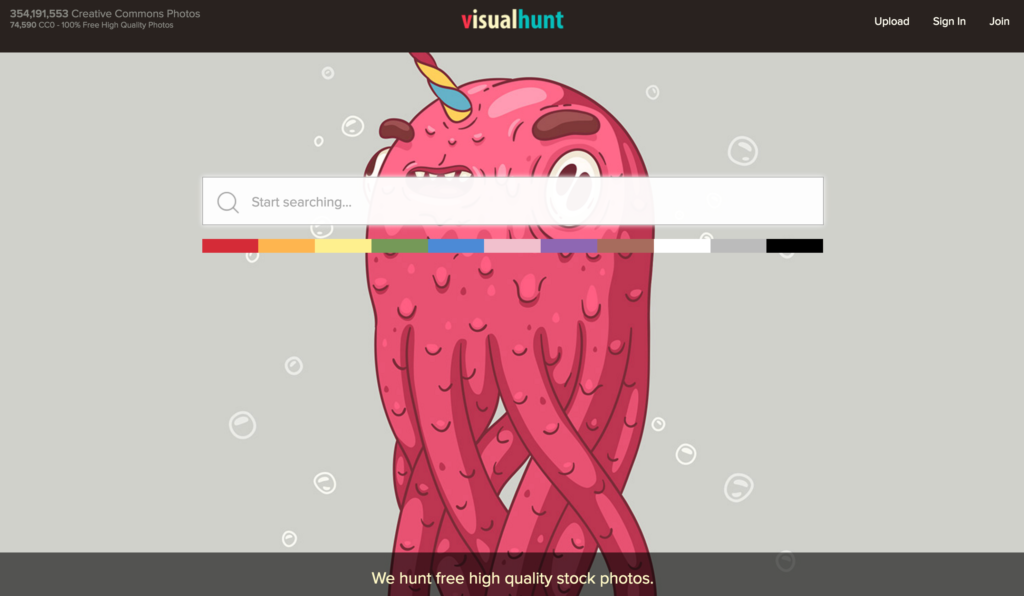 354,191,553 Creative Commons Photos
74,590 CC0 - 100% Free High Quality Photos
visualhunt
Upload Sign In Join
Start searching...
We hunt free high quality stock photos.